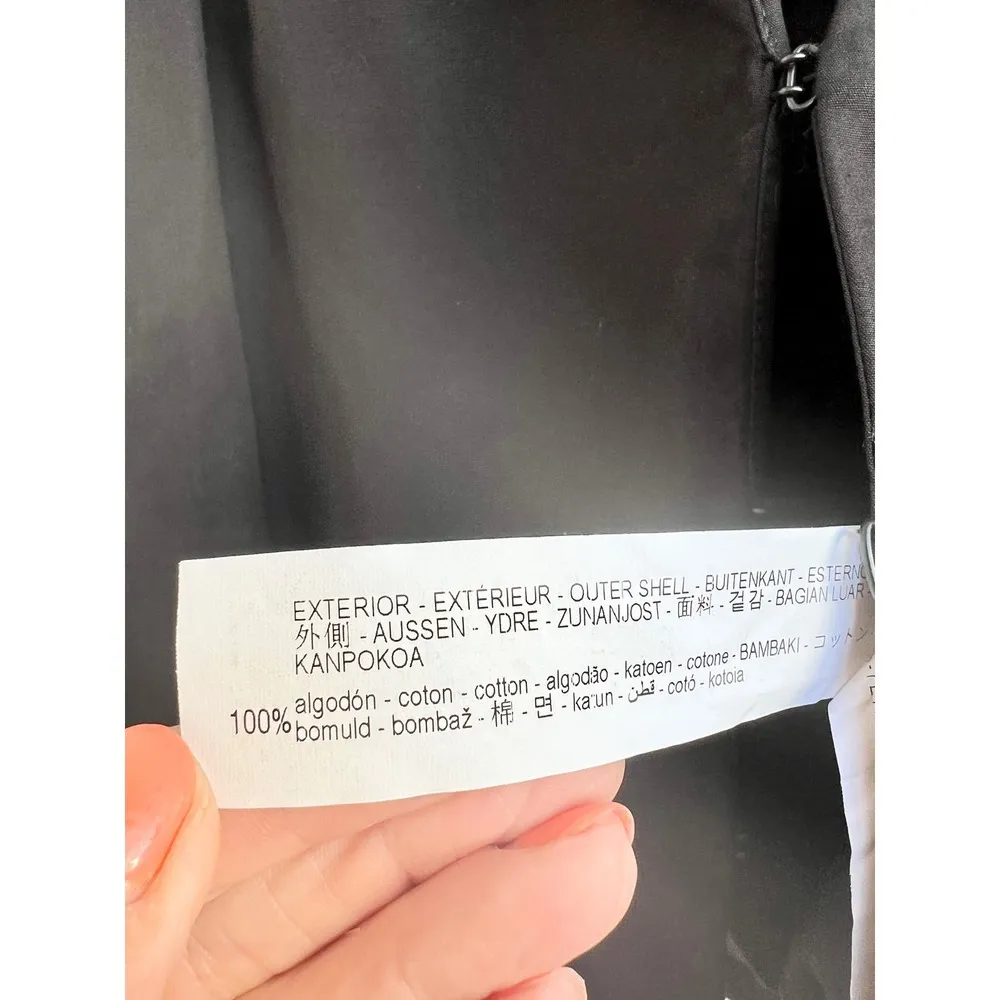 EXTERIOR - EXTÉRIEUR - OUTER SHELL - BUITENKANT - ESTERNO
外側 - AUSSEN - YDRE - ZUNANJOST - 面料 - 겉감 - BAGIAN LUAR -
KANPOKOA
algodón - coton - cotton - algodão - katoen - cotone - BAMBAKI - コットン
100% bomuld - bombaž - 棉 - 면 - katun - قطن - cotó - kotoia